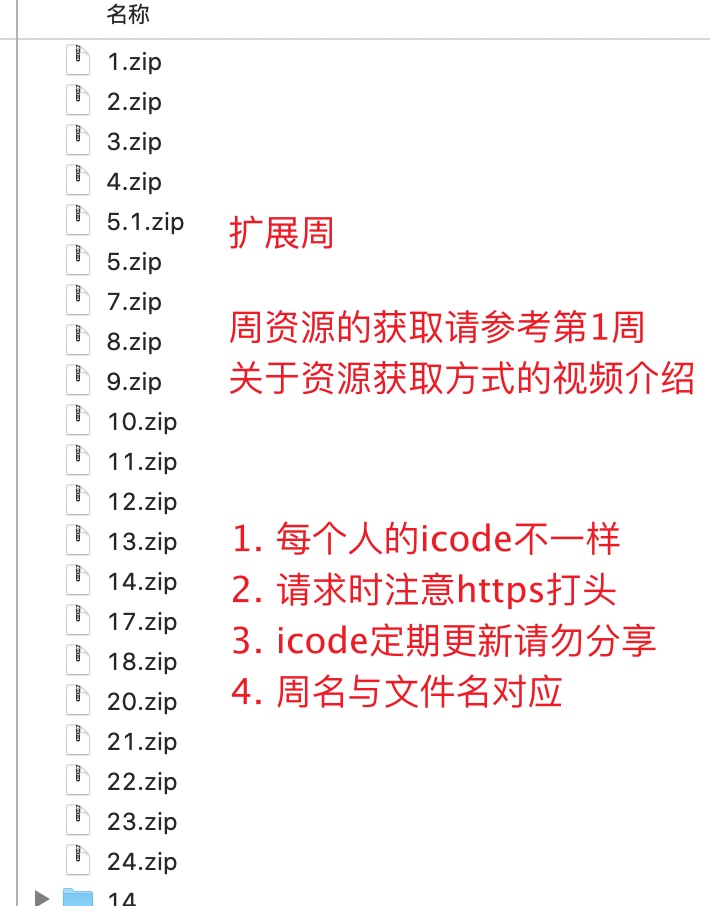 名称
1.zip
2.zip
3.zip
4.zip
5.1.zip 扩展周
5.zip
7.zip
周资源的获取请参考第1周
8.zip
关于资源获取方式的视频介绍
9.zip
10.zip
11.zip
12.zip
13.zip 1. 每个人的icode不一样
14.zip 2. 请求时注意https打头
17.zip
3. icode定期更新请勿分享
18.zip
20.zip 4. 周名与文件名对应
21.zip
22.zip
23.zip
24.zip
14